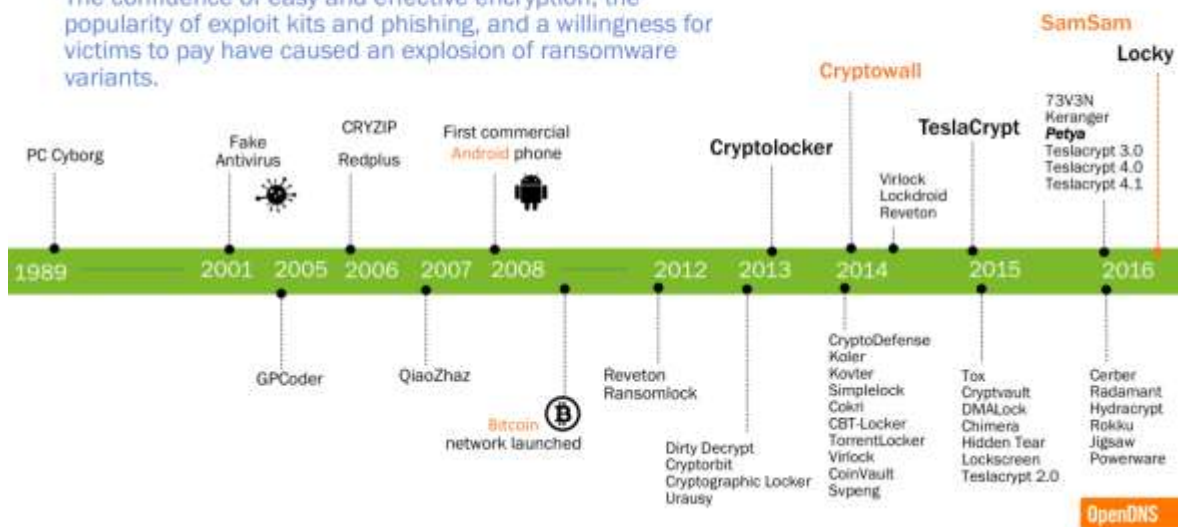 popularity of exploit kits and phishing, and a willingness for
victims to pay have caused an explosion of ransomware
variants.
SamSam
Locky
Cryptowall
73V3N
Keranger
Petya
Teslacrypt 3.0
Teslacrypt 4.0
Teslacrypt 4.1
TeslaCrypt
Cryptolocker
Virlock
Lockdroid
Reveton
First commercial
Android phone
CRYZIP
Redplus
Fake
Antivirus
PC Cyborg
1989 2001 2005 2006 2007 2008 2012 2013 2014 2015 2016
GPCoder
QiaoZhaz
Bitcoin
network launched
Reveton
Ransomlock
Dirty Decrypt
Cryptorbit
Cryptographic Locker
Urausy
CryptoDefense
Koler
Kovter
Simplelock
Cokri
CBT-Locker
TorrentLocker
Virlock
CoinVault
Svpeng
Tox
Cryptvault
DMALock
Chimera
Hidden Tear
Lockscreen
Teslacrypt 2.0
Cerber
Radamant
Hydracrypt
Rokku
Jigsaw
Powerware
OpenDNS